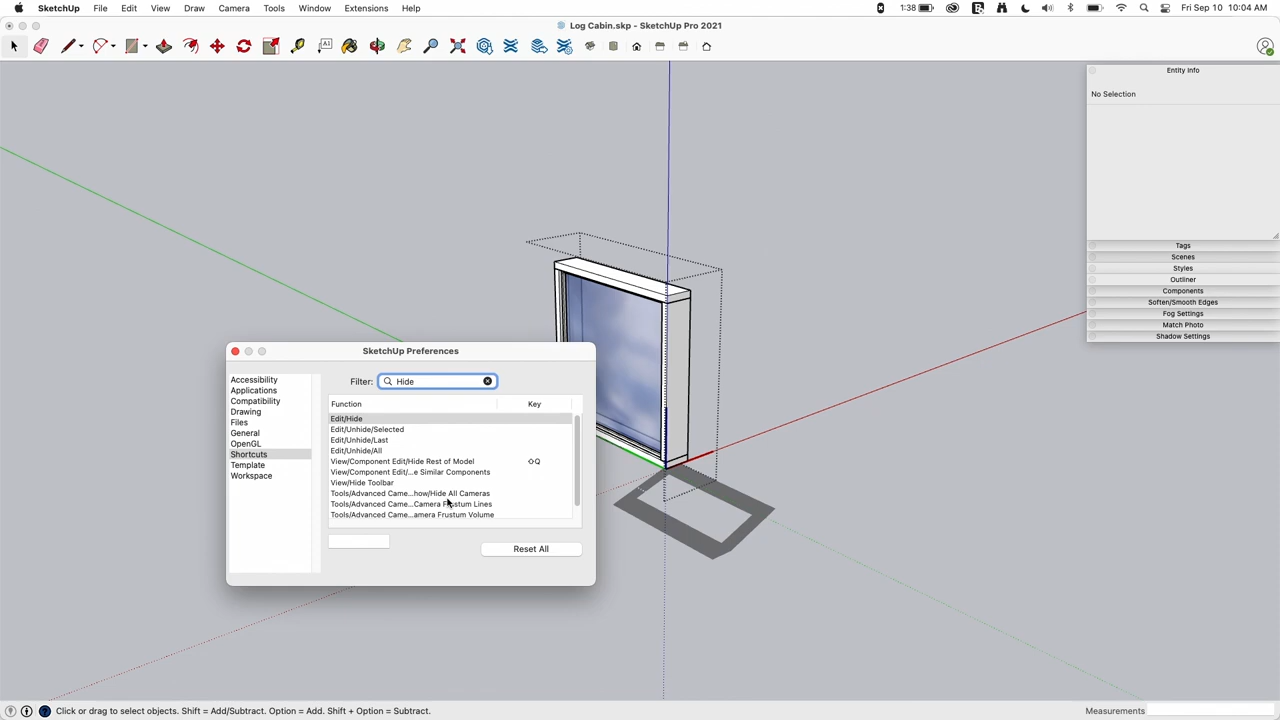 SketchUp File Edit View Draw Camera Tools Window Extensions Help 1:38 Fri Sep 10 10:04 AM
Log Cabin.skp - SketchUp Pro 2021
Entity Info
No Selection
Tags
Scenes
Styles
Outliner
Components
Soften/Smooth Edges
Fog Settings
Match Photo
Shadow Settings
SketchUp Preferences
Accessibility
Applications
Compatibility
Drawing
Files
General
OpenGL
Shortcuts
Template
Workspace
Filter: Hide
Function Key
Edit/Hide
Edit/Unhide/Selected
Edit/Unhide/Last
Edit/Unhide/All
View/Component Edit/Hide Rest of Model ⇧Q
View/Component Edit/...e Similar Components
View/Hide Toolbar
Tools/Advanced Came...how/Hide All Cameras
Tools/Advanced Came...Camera Frustum Lines
Tools/Advanced Came...amera Frustum Volume
Reset All
Click or drag to select objects. Shift = Add/Subtract. Option = Add. Shift + Option = Subtract. Measurements